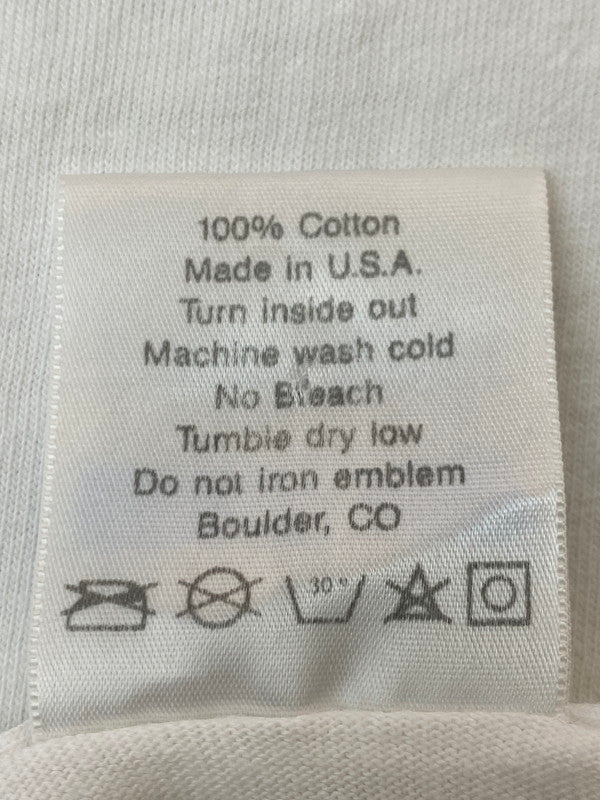 100% Cotton
Made in U.S.A.
Turn inside out
Machine wash cold
No Bleach
Tumble dry low
Do not iron emblem
Boulder, CO
30°